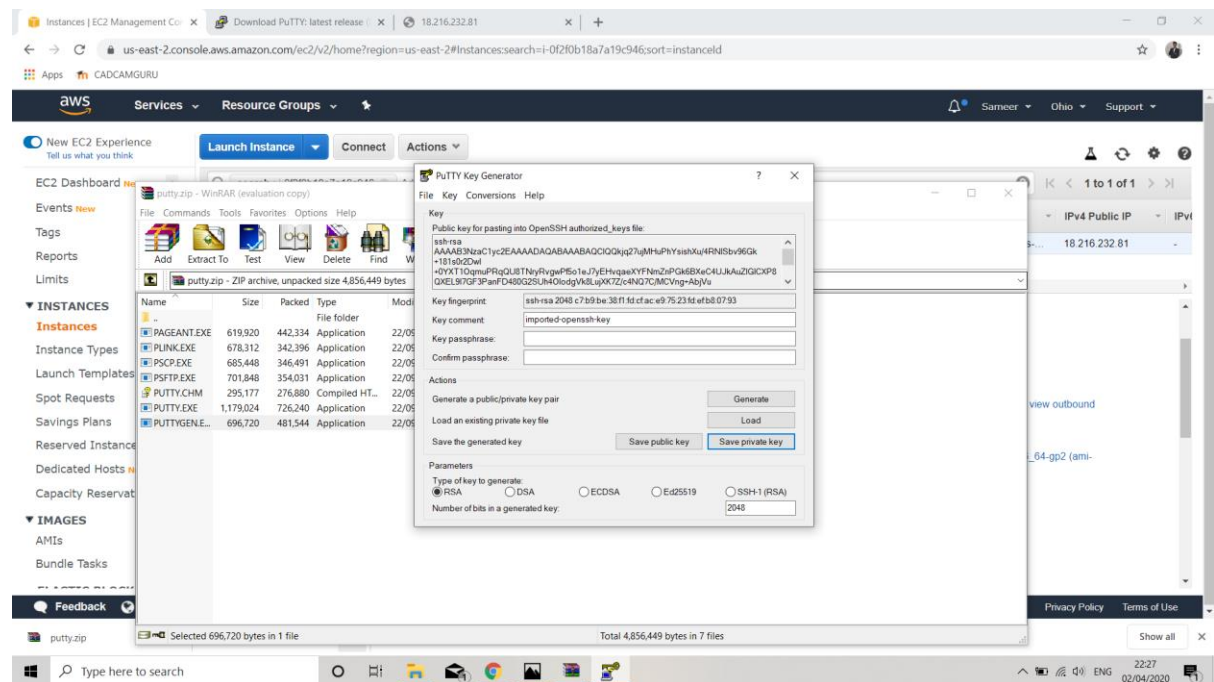 Instances | EC2 Management Co
Download PuTTY: latest release (
18.216.232.81
us-east-2.console.aws.amazon.com/ec2/v2/home?region=us-east-2#Instances:search=i-0f2f0b18a7a19c946;sort=instanceId
Apps
CADCAMGURU
aws
Services
Resource Groups
Sameer
Ohio
Support
New EC2 Experience
Tell us what you think
Launch Instance
Connect
Actions
EC2 Dashboard
Events New
Tags
Reports
Limits
INSTANCES
Instances
Instance Types
Launch Templates
Spot Requests
Savings Plans
Reserved Instance
Dedicated Hosts
Capacity Reservat
IMAGES
AMIs
Bundle Tasks
1 to 1 of 1
IPv4 Public IP
18.216.232.81
-
view outbound
_64-gp2 (ami-
putty.zip - WinRAR (evaluation copy)
File Commands Tools Favorites Options Help
Add Extract To Test View Delete Find
putty.zip - ZIP archive, unpacked size 4,856,449 bytes
Name Size Packed Type Modi
.. File folder
PAGEANT.EXE 619,920 442,334 Application 22/09
PLINK.EXE 678,312 342,396 Application 22/09
PSCP.EXE 685,448 346,491 Application 22/09
PSFTP.EXE 701,848 354,031 Application 22/09
PUTTY.CHM 295,177 276,880 Compiled HT... 22/09
PUTTY.EXE 1,179,024 726,240 Application 22/09
PUTTYGEN.E... 696,720 481,544 Application 22/09
Selected 696,720 bytes in 1 file
Total 4,856,449 bytes in 7 files
PuTTY Key Generator
File Key Conversions Help
Key
Public key for pasting into OpenSSH authorized_keys file:
ssh-rsa
Key fingerprint:
ssh-rsa 2048 c7:b9:be:38:f1:fd:cf:ac:e9:75:23:fd:ef:b8:07:93
Key comment:
imported-openssh-key
Key passphrase:
Confirm passphrase:
Actions
Generate a public/private key pair
Generate
Load an existing private key file
Load
Save the generated key
Save public key
Save private key
Parameters
Type of key to generate:
RSA DSA ECDSA Ed25519 SSH-1 (RSA)
Number of bits in a generated key:
2048
Feedback
Privacy Policy
Terms of Use
putty.zip
Show all
Type here to search
ENG
22:27
02/04/2020